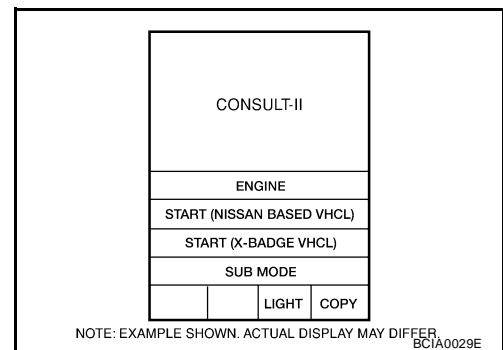 CONSULT-II
ENGINE
START (NISSAN BASED VHCL)
START (X-BADGE VHCL)
SUB MODE
LIGHT COPY
NOTE: EXAMPLE SHOWN. ACTUAL DISPLAY MAY DIFFER.
BCIA0029E